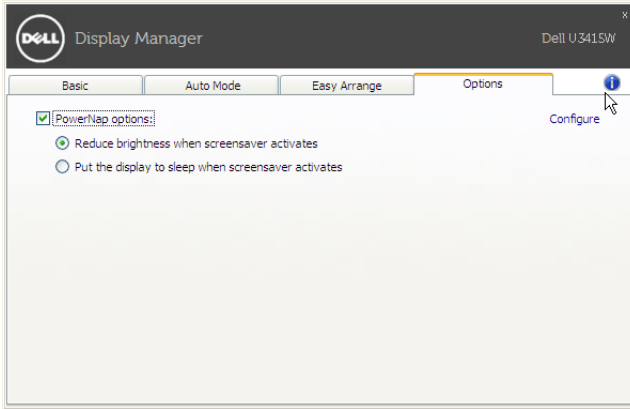 x
DELL Display Manager Dell U3415W
Basic Auto Mode Easy Arrange Options i
PowerNap options: Configure
Reduce brightness when screensaver activates
Put the display to sleep when screensaver activates